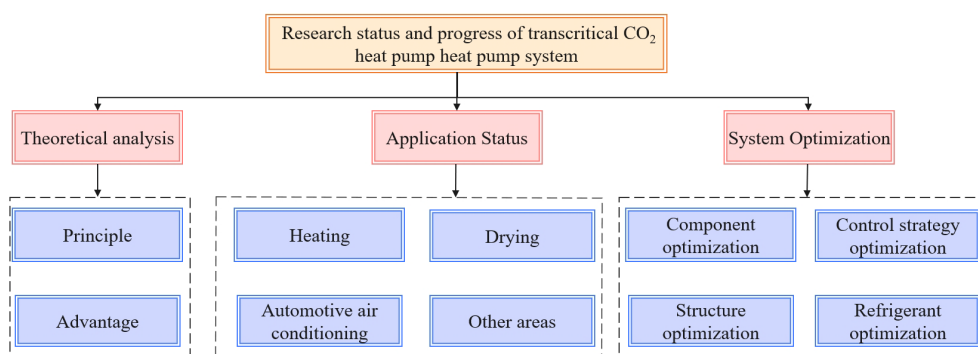 Research status and progress of transcritical CO₂
heat pump heat pump system
Theoretical analysis
Application Status
System Optimization
Principle
Advantage
Heating
Drying
Automotive air
conditioning
Other areas
Component
optimization
Control strategy
optimization
Structure
optimization
Refrigerant
optimization